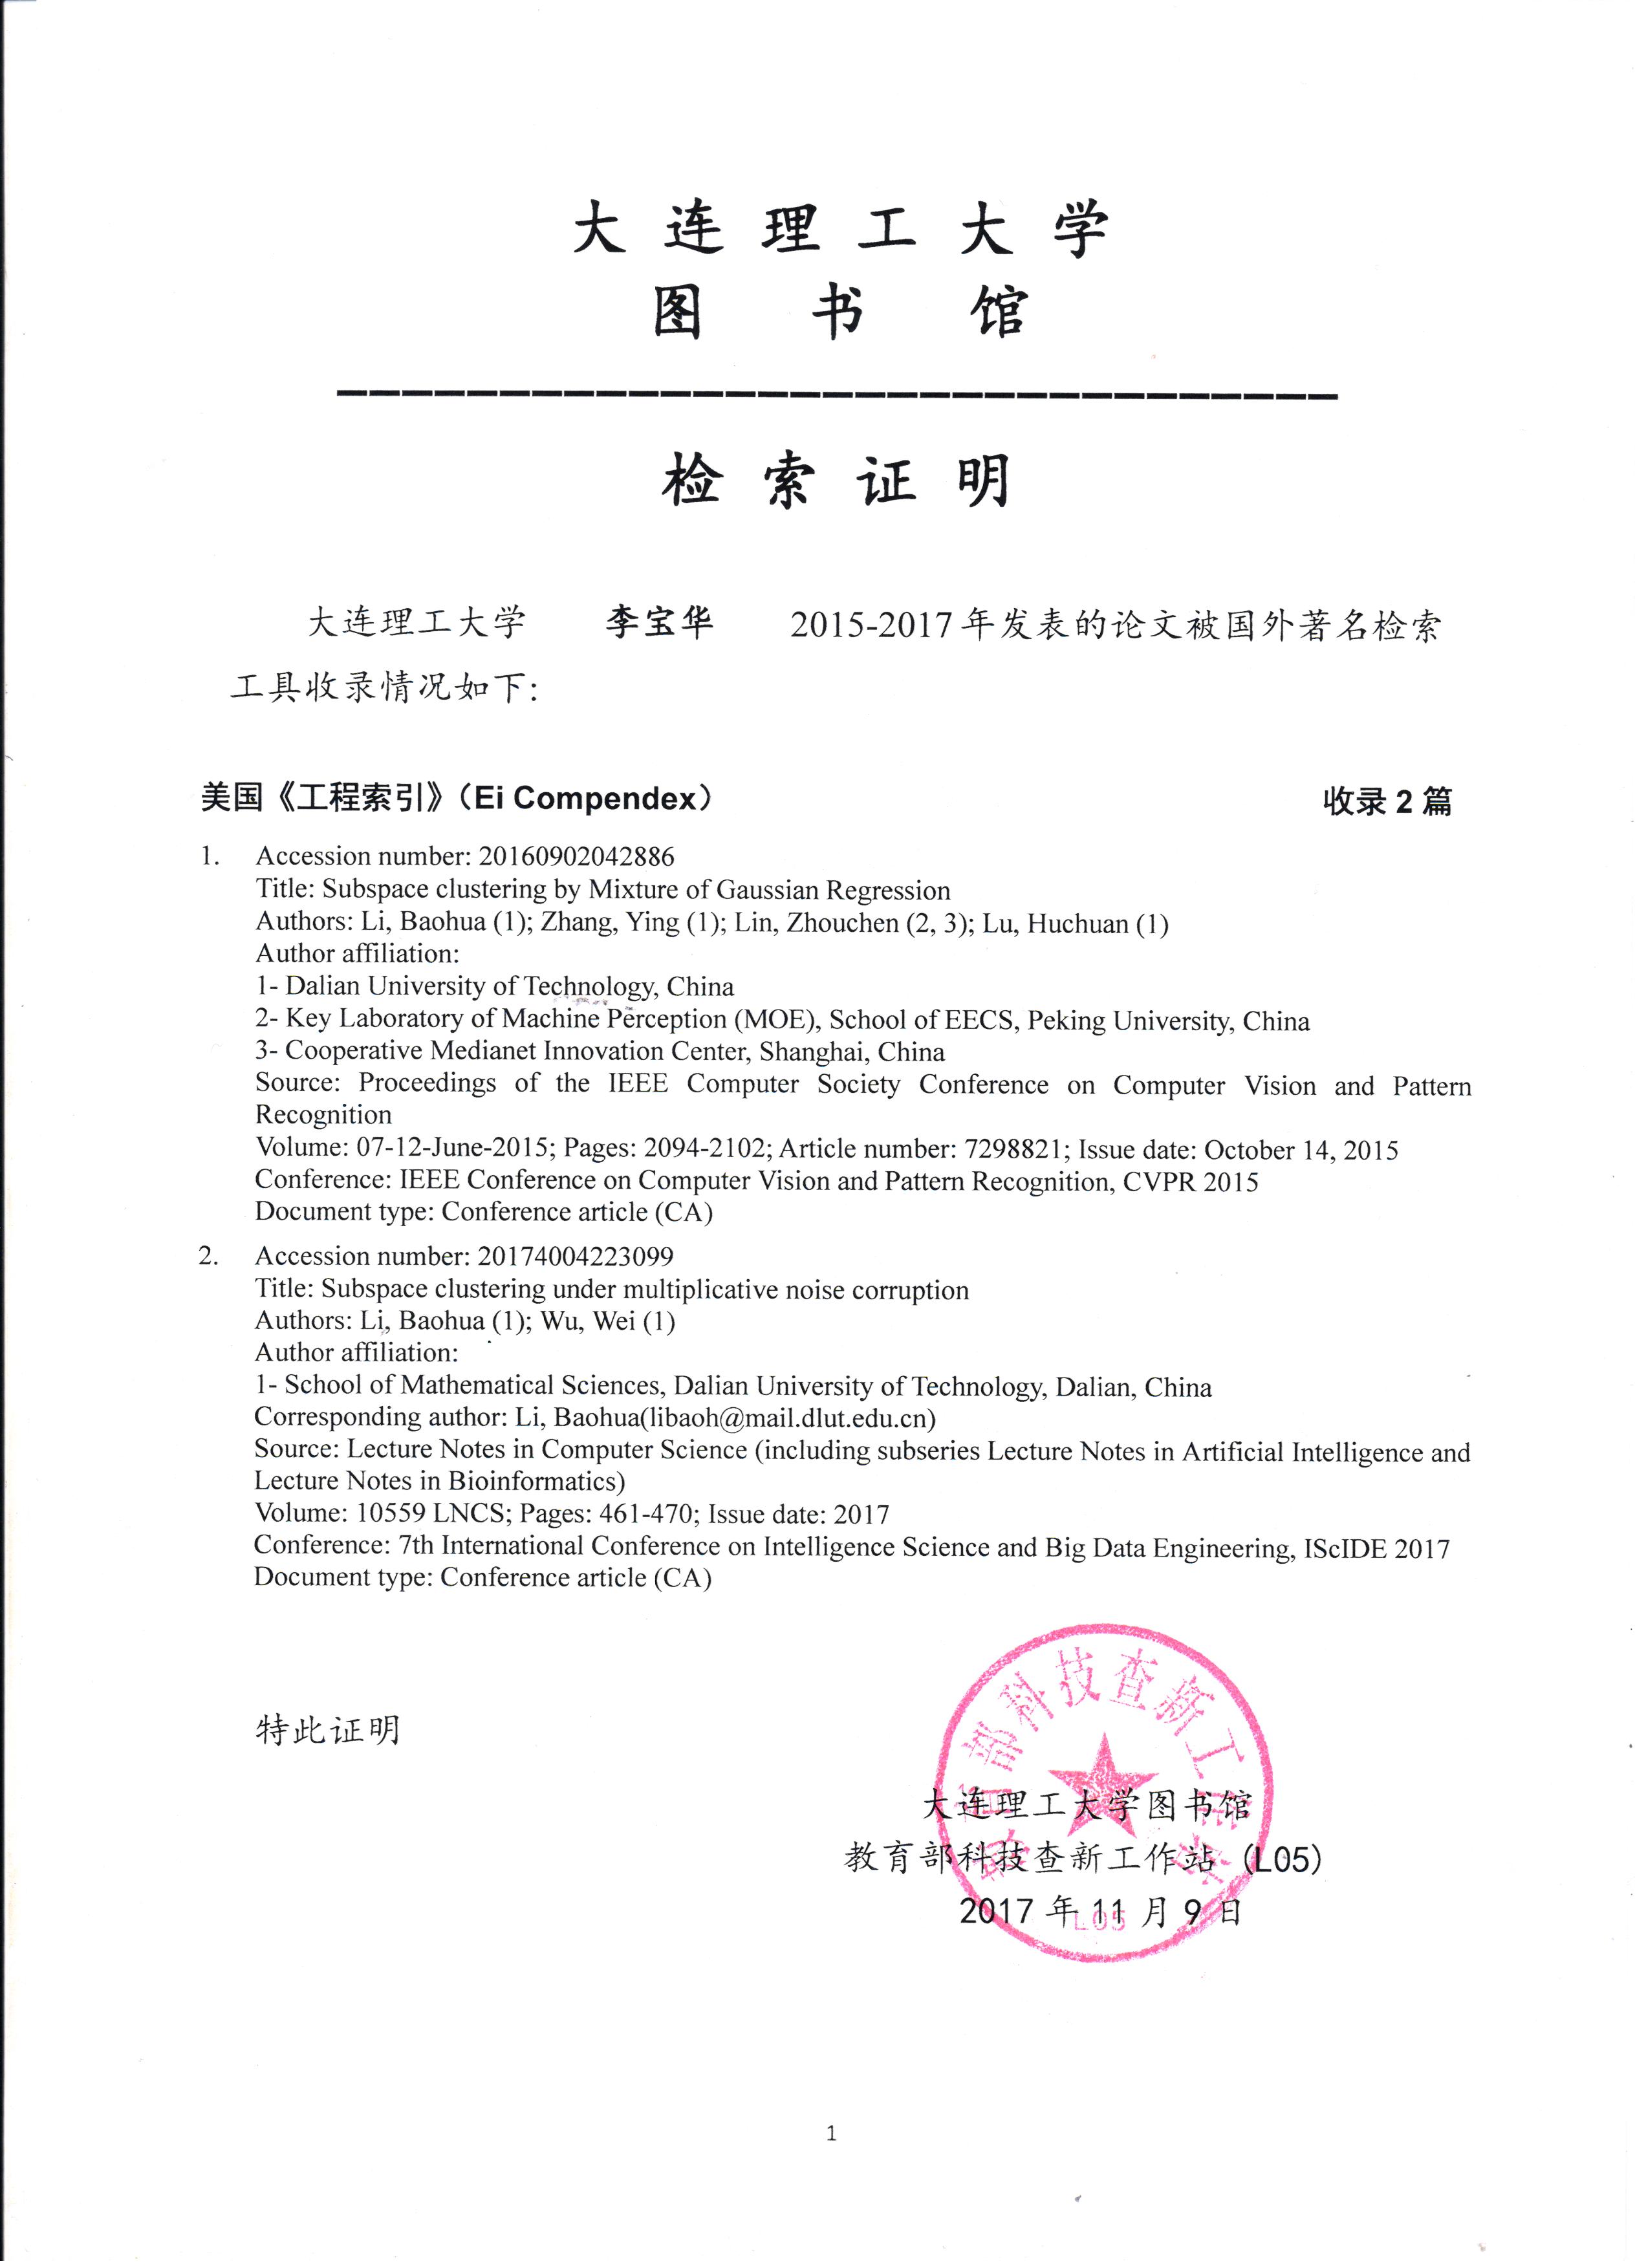 大连理工大学
图书馆
检索证明
大连理工大学 李宝华 2015-2017年发表的论文被国外著名检索
工具收录情况如下:
美国《工程索引》（Ei Compendex） 收录 2 篇
1. Accession number: 20160902042886
Title: Subspace clustering by Mixture of Gaussian Regression
Authors: Li, Baohua (1); Zhang, Ying (1); Lin, Zhouchen (2, 3); Lu, Huchuan (1)
Author affiliation:
1- Dalian University of Technology, China
2- Key Laboratory of Machine Perception (MOE), School of EECS, Peking University, China
3- Cooperative Medianet Innovation Center, Shanghai, China
Source: Proceedings of the IEEE Computer Society Conference on Computer Vision and Pattern
Recognition
Volume: 07-12-June-2015; Pages: 2094-2102; Article number: 7298821; Issue date: October 14, 2015
Conference: IEEE Conference on Computer Vision and Pattern Recognition, CVPR 2015
Document type: Conference article (CA)
2. Accession number: 20174004223099
Title: Subspace clustering under multiplicative noise corruption
Authors: Li, Baohua (1); Wu, Wei (1)
Author affiliation:
1- School of Mathematical Sciences, Dalian University of Technology, Dalian, China
Corresponding author: Li, Baohua(libaoh@mail.dlut.edu.cn)
Source: Lecture Notes in Computer Science (including subseries Lecture Notes in Artificial Intelligence and
Lecture Notes in Bioinformatics)
Volume: 10559 LNCS; Pages: 461-470; Issue date: 2017
Conference: 7th International Conference on Intelligence Science and Big Data Engineering, IScIDE 2017
Document type: Conference article (CA)
特此证明
教育部科技查新工作站
大连理工大学图书馆
教育部科技查新工作站 (L05)
2017 年 11 月 9 日
L05
1